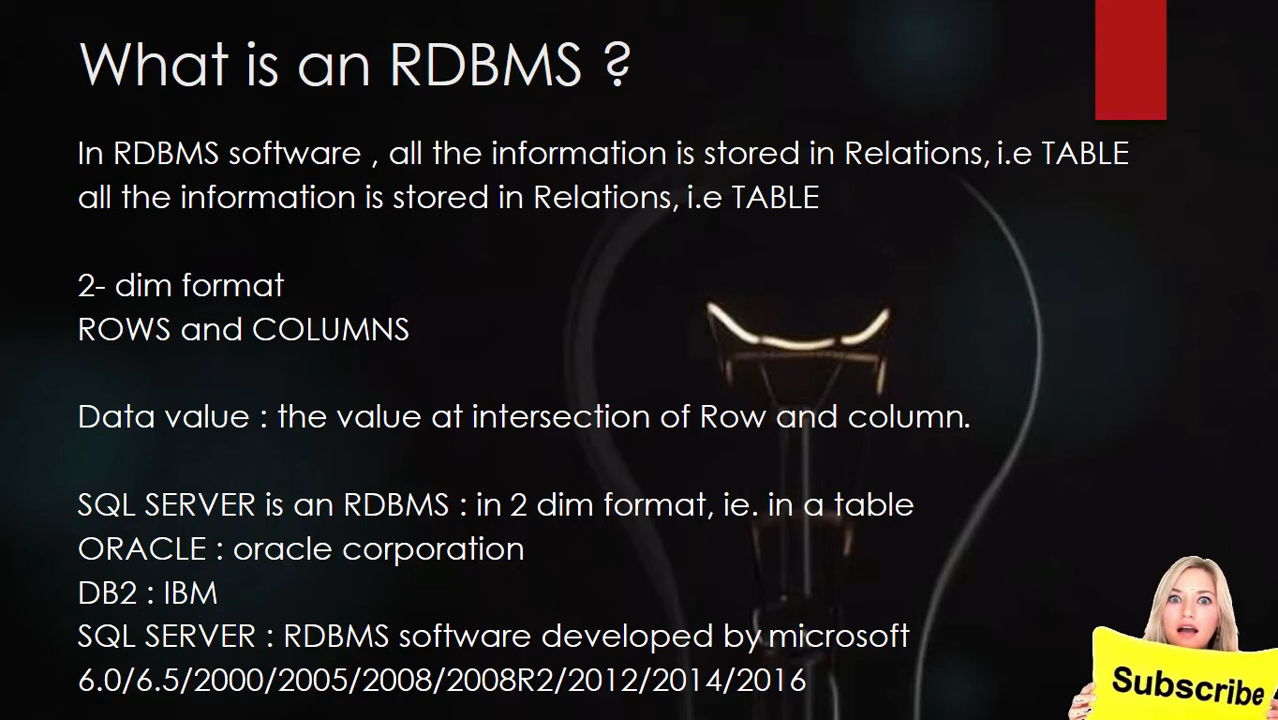 What is an RDBMS ?
In RDBMS software , all the information is stored in Relations, i.e TABLE
all the information is stored in Relations, i.e TABLE
2- dim format
ROWS and COLUMNS
Data value : the value at intersection of Row and column.
SQL SERVER is an RDBMS : in 2 dim format, ie. in a table
ORACLE : oracle corporation
DB2 : IBM
SQL SERVER : RDBMS software developed by microsoft
6.0/6.5/2000/2005/2008/2008R2/2012/2014/2016
Subscribe